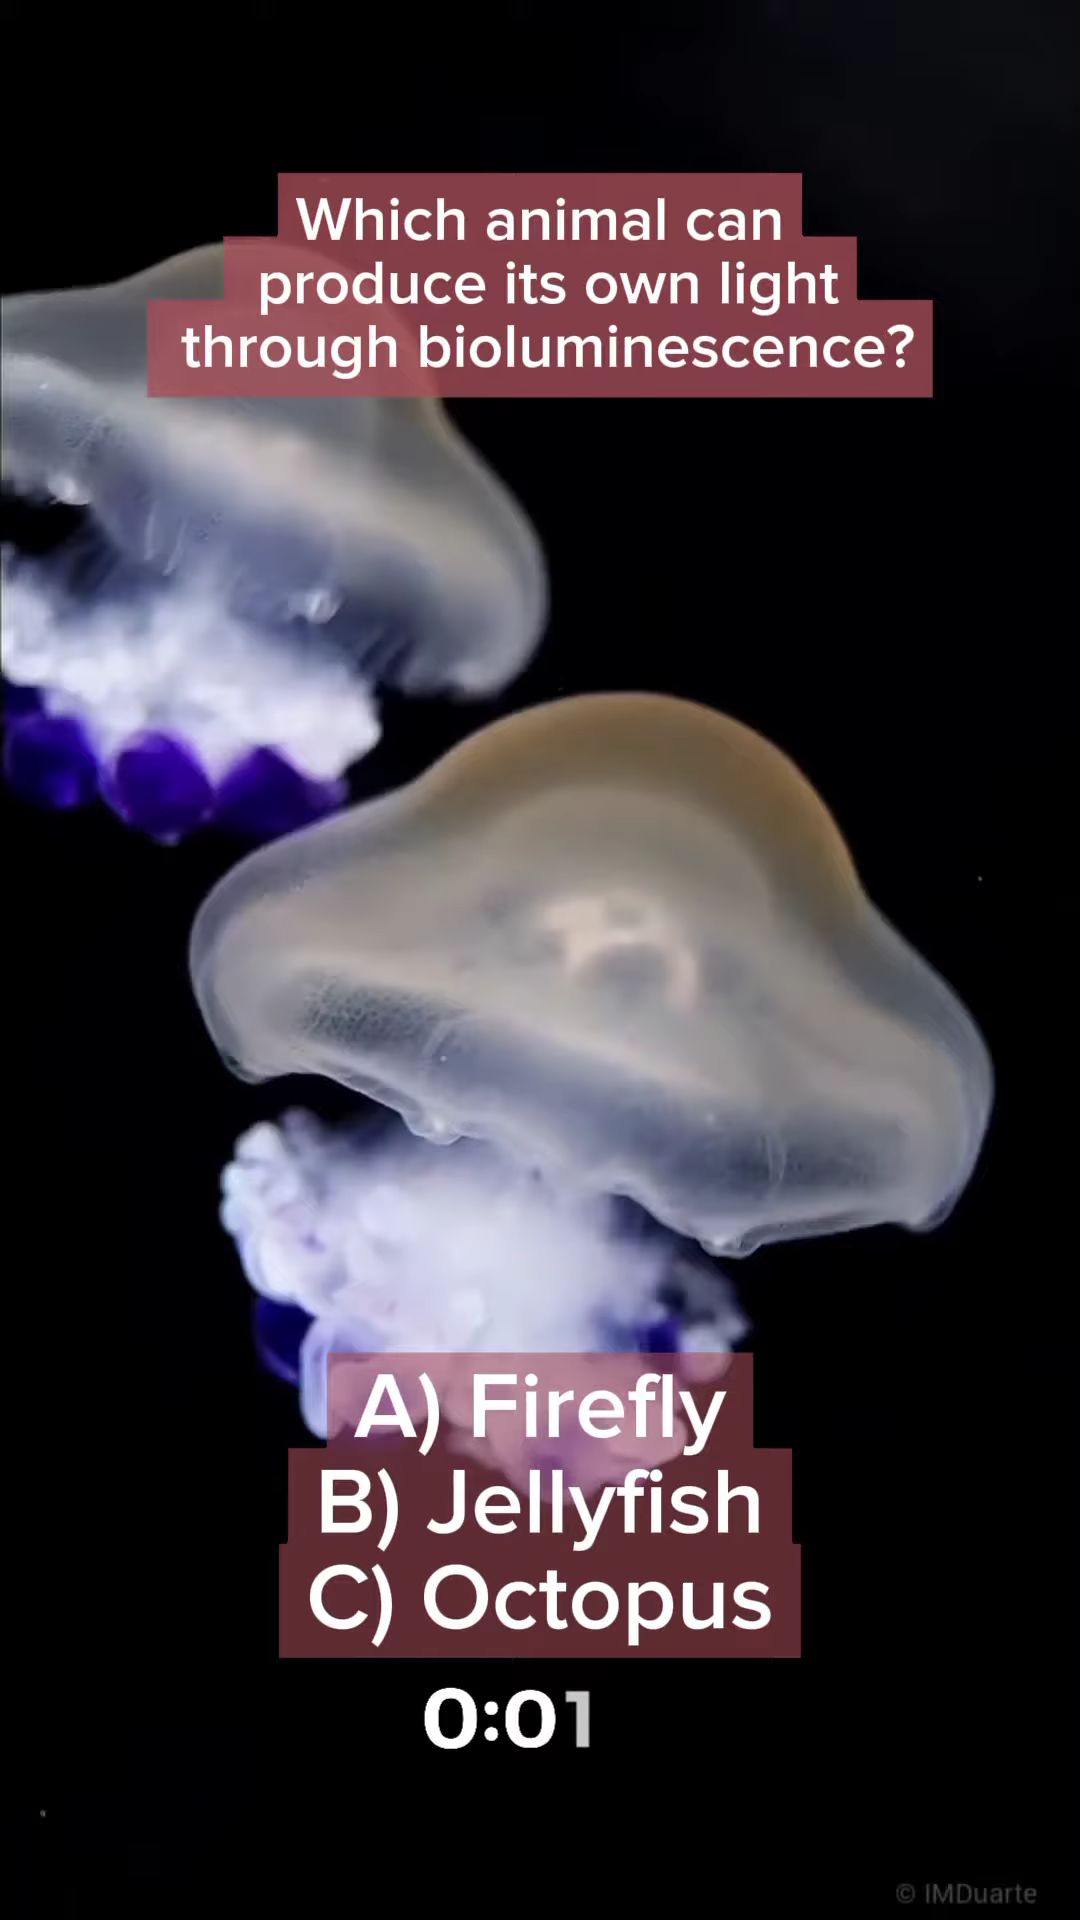 Which animal can
produce its own light
through bioluminescence?
A) Firefly
B) Jellyfish
C) Octopus
0:01
© IMDuarte